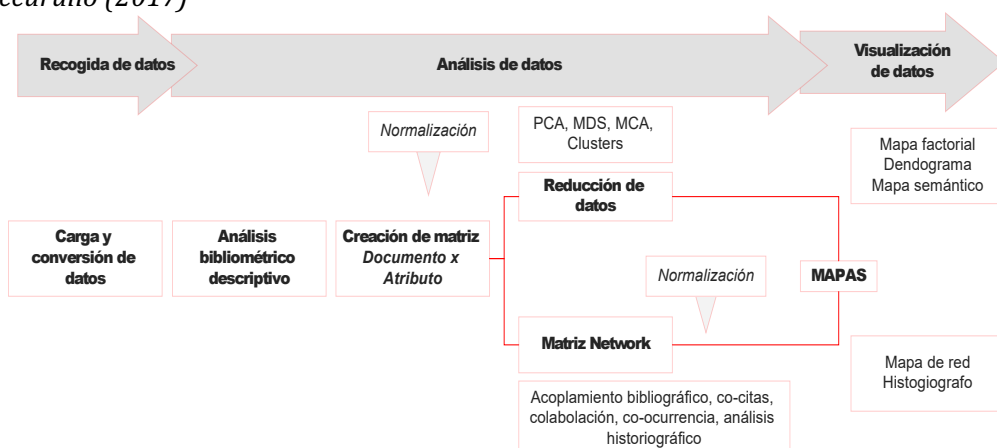 (2017)
Recogida de datos
Análisis de datos
Visualización
de datos
Normalización
PCA, MDS, MCA,
Clusters
Mapa factorial
Dendograma
Mapa semántico
Reducción de
datos
Carga y
conversión de
datos
Análisis
bibliométrico
descriptivo
Creación de matriz
Documento x
Atributo
Normalización
MAPAS
Matriz Network
Mapa de red
Histogiografo
Acoplamiento bibliográfico, co-citas,
colabolación, co-ocurrencia, análisis
historiográfico